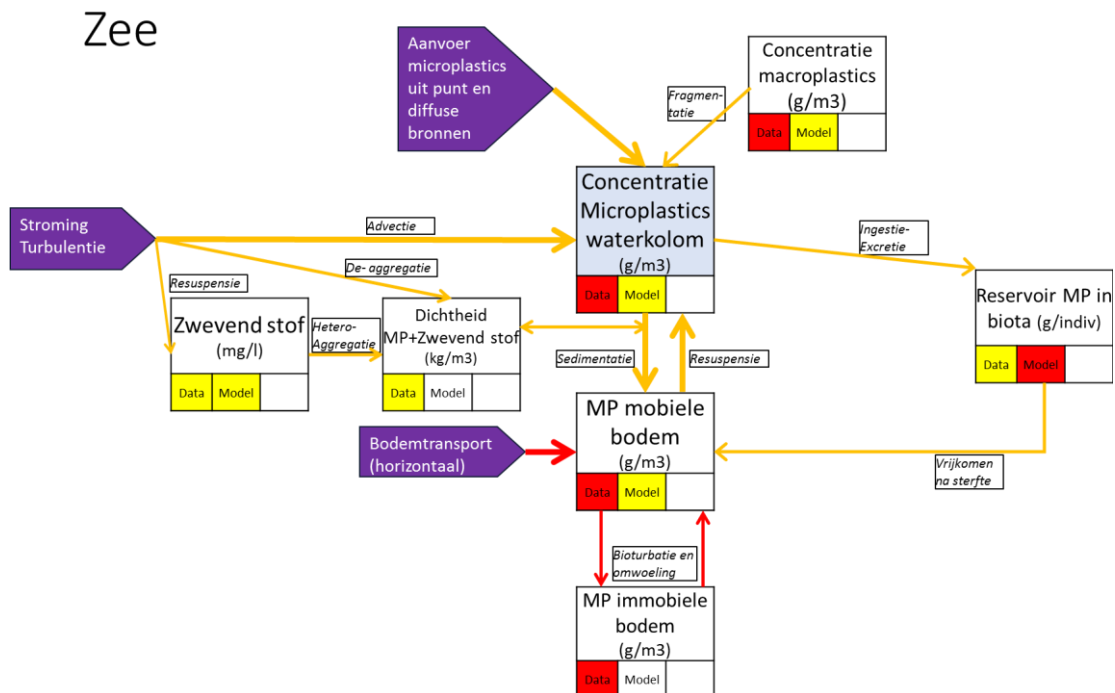 Zee
Aanvoer
microplastics
uit punt en
diffuse
bronnen
Concentratie
macroplastics
(g/m3)
Data Model
Fragmen-
tatie
Concentratie
Microplastics
waterkolom
(g/m3)
Data Model
Stroming
Turbulentie
Advectie
De- aggregatie
Resuspensie
Ingestie-
Excretie
Zwevend stof
(mg/l)
Data Model
Hetero-
Aggregatie
Dichtheid
MP+Zwevend stof
(kg/m3)
Data Model
Reservoir MP in
biota (g/indiv)
Data Model
Sedimentatie
Resuspensie
MP mobiele
bodem
(g/m3)
Data Model
Bodemtransport
(horizontaal)
Vrijkomen
na sterfte
Bioturbatie en
omwoeling
MP immobiele
bodem
(g/m3)
Data Model